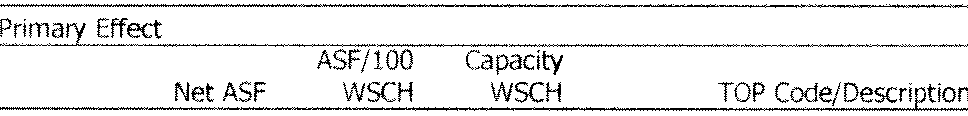 Primary Effect
ASF/100 Capacity
Net ASF WSCH WSCH TOP Code/Description